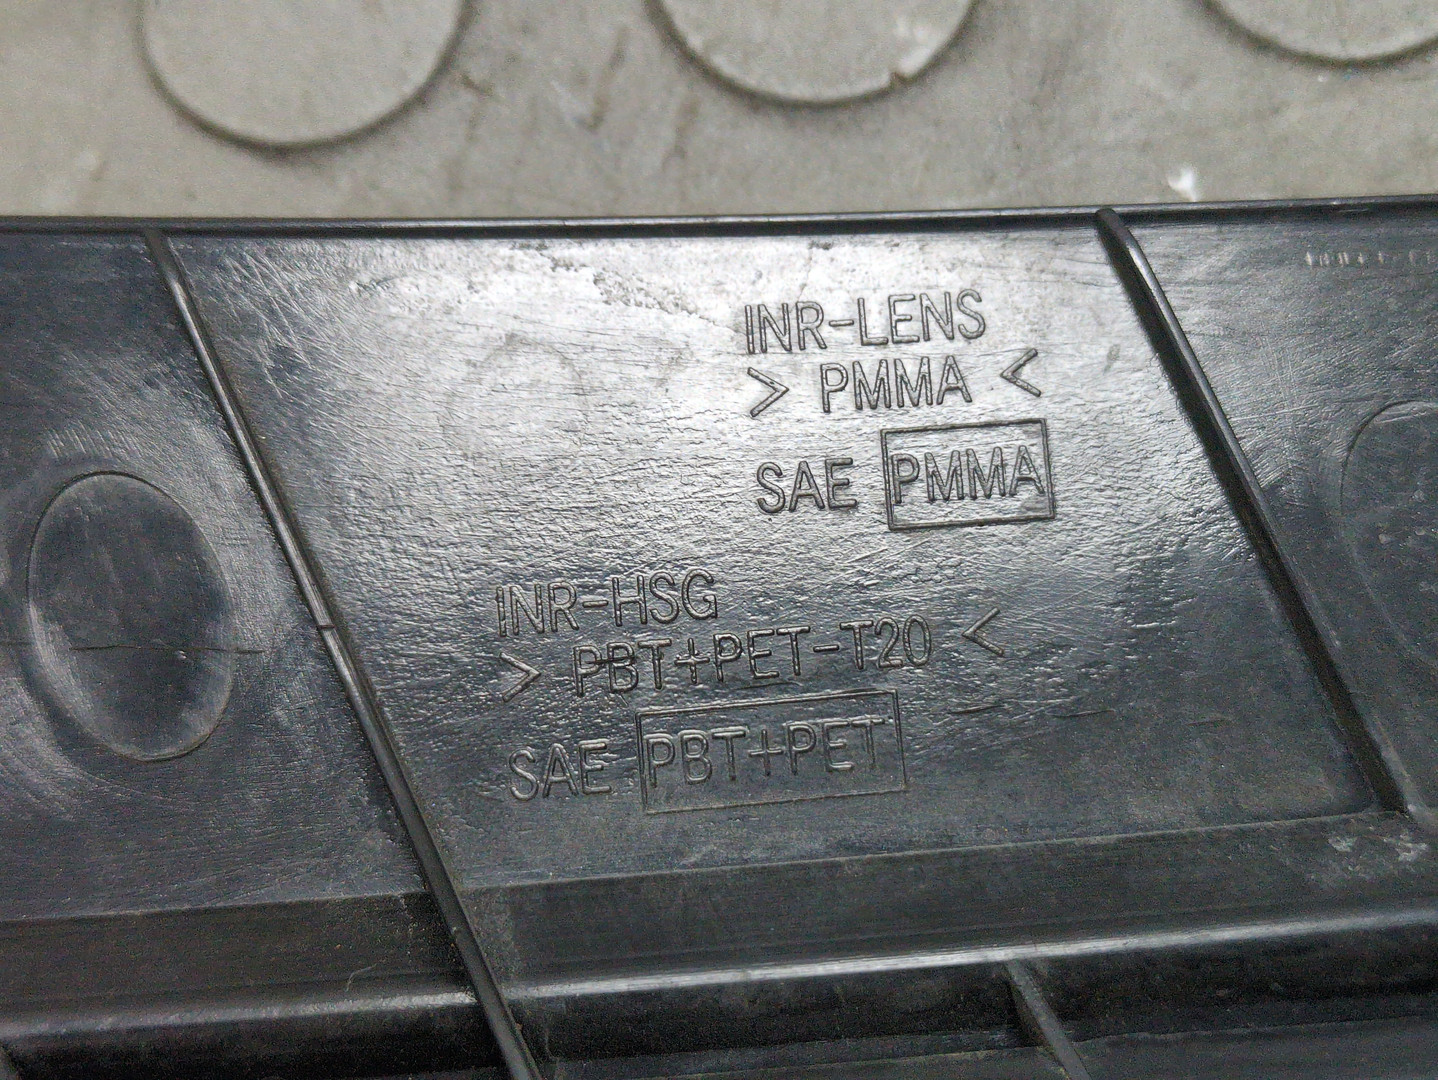 INR-LENS
> PMMA <
SAE PMMA
INR-HSG
> PBT+PET-T20 <
SAE PBT+PET